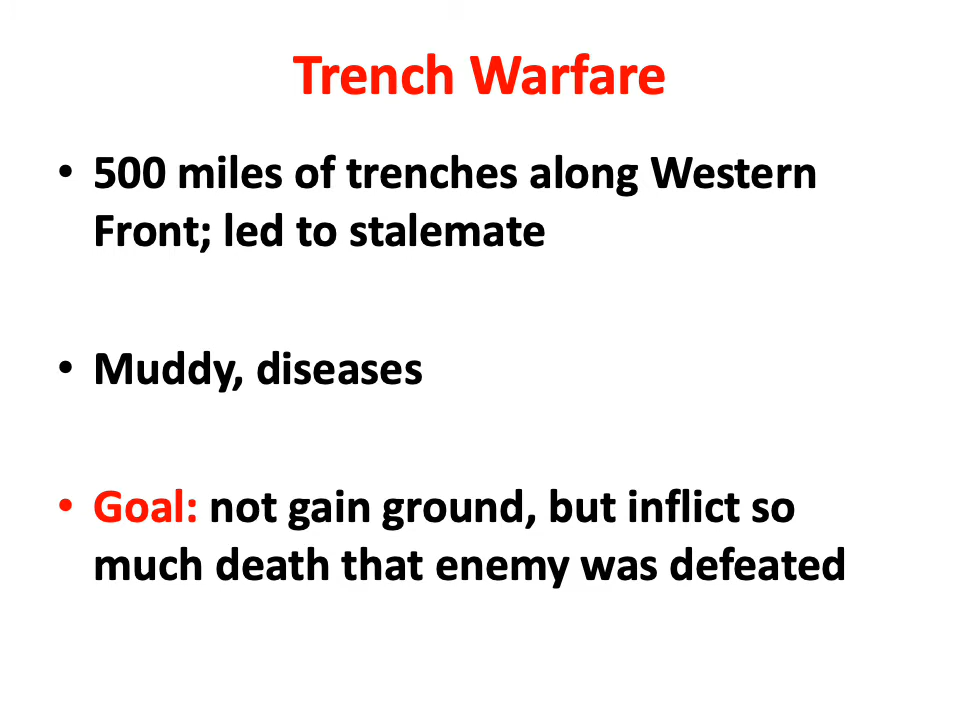 Trench Warfare
• 500 miles of trenches along Western
Front; led to stalemate
• Muddy, diseases
• Goal: not gain ground, but inflict so
much death that enemy was defeated